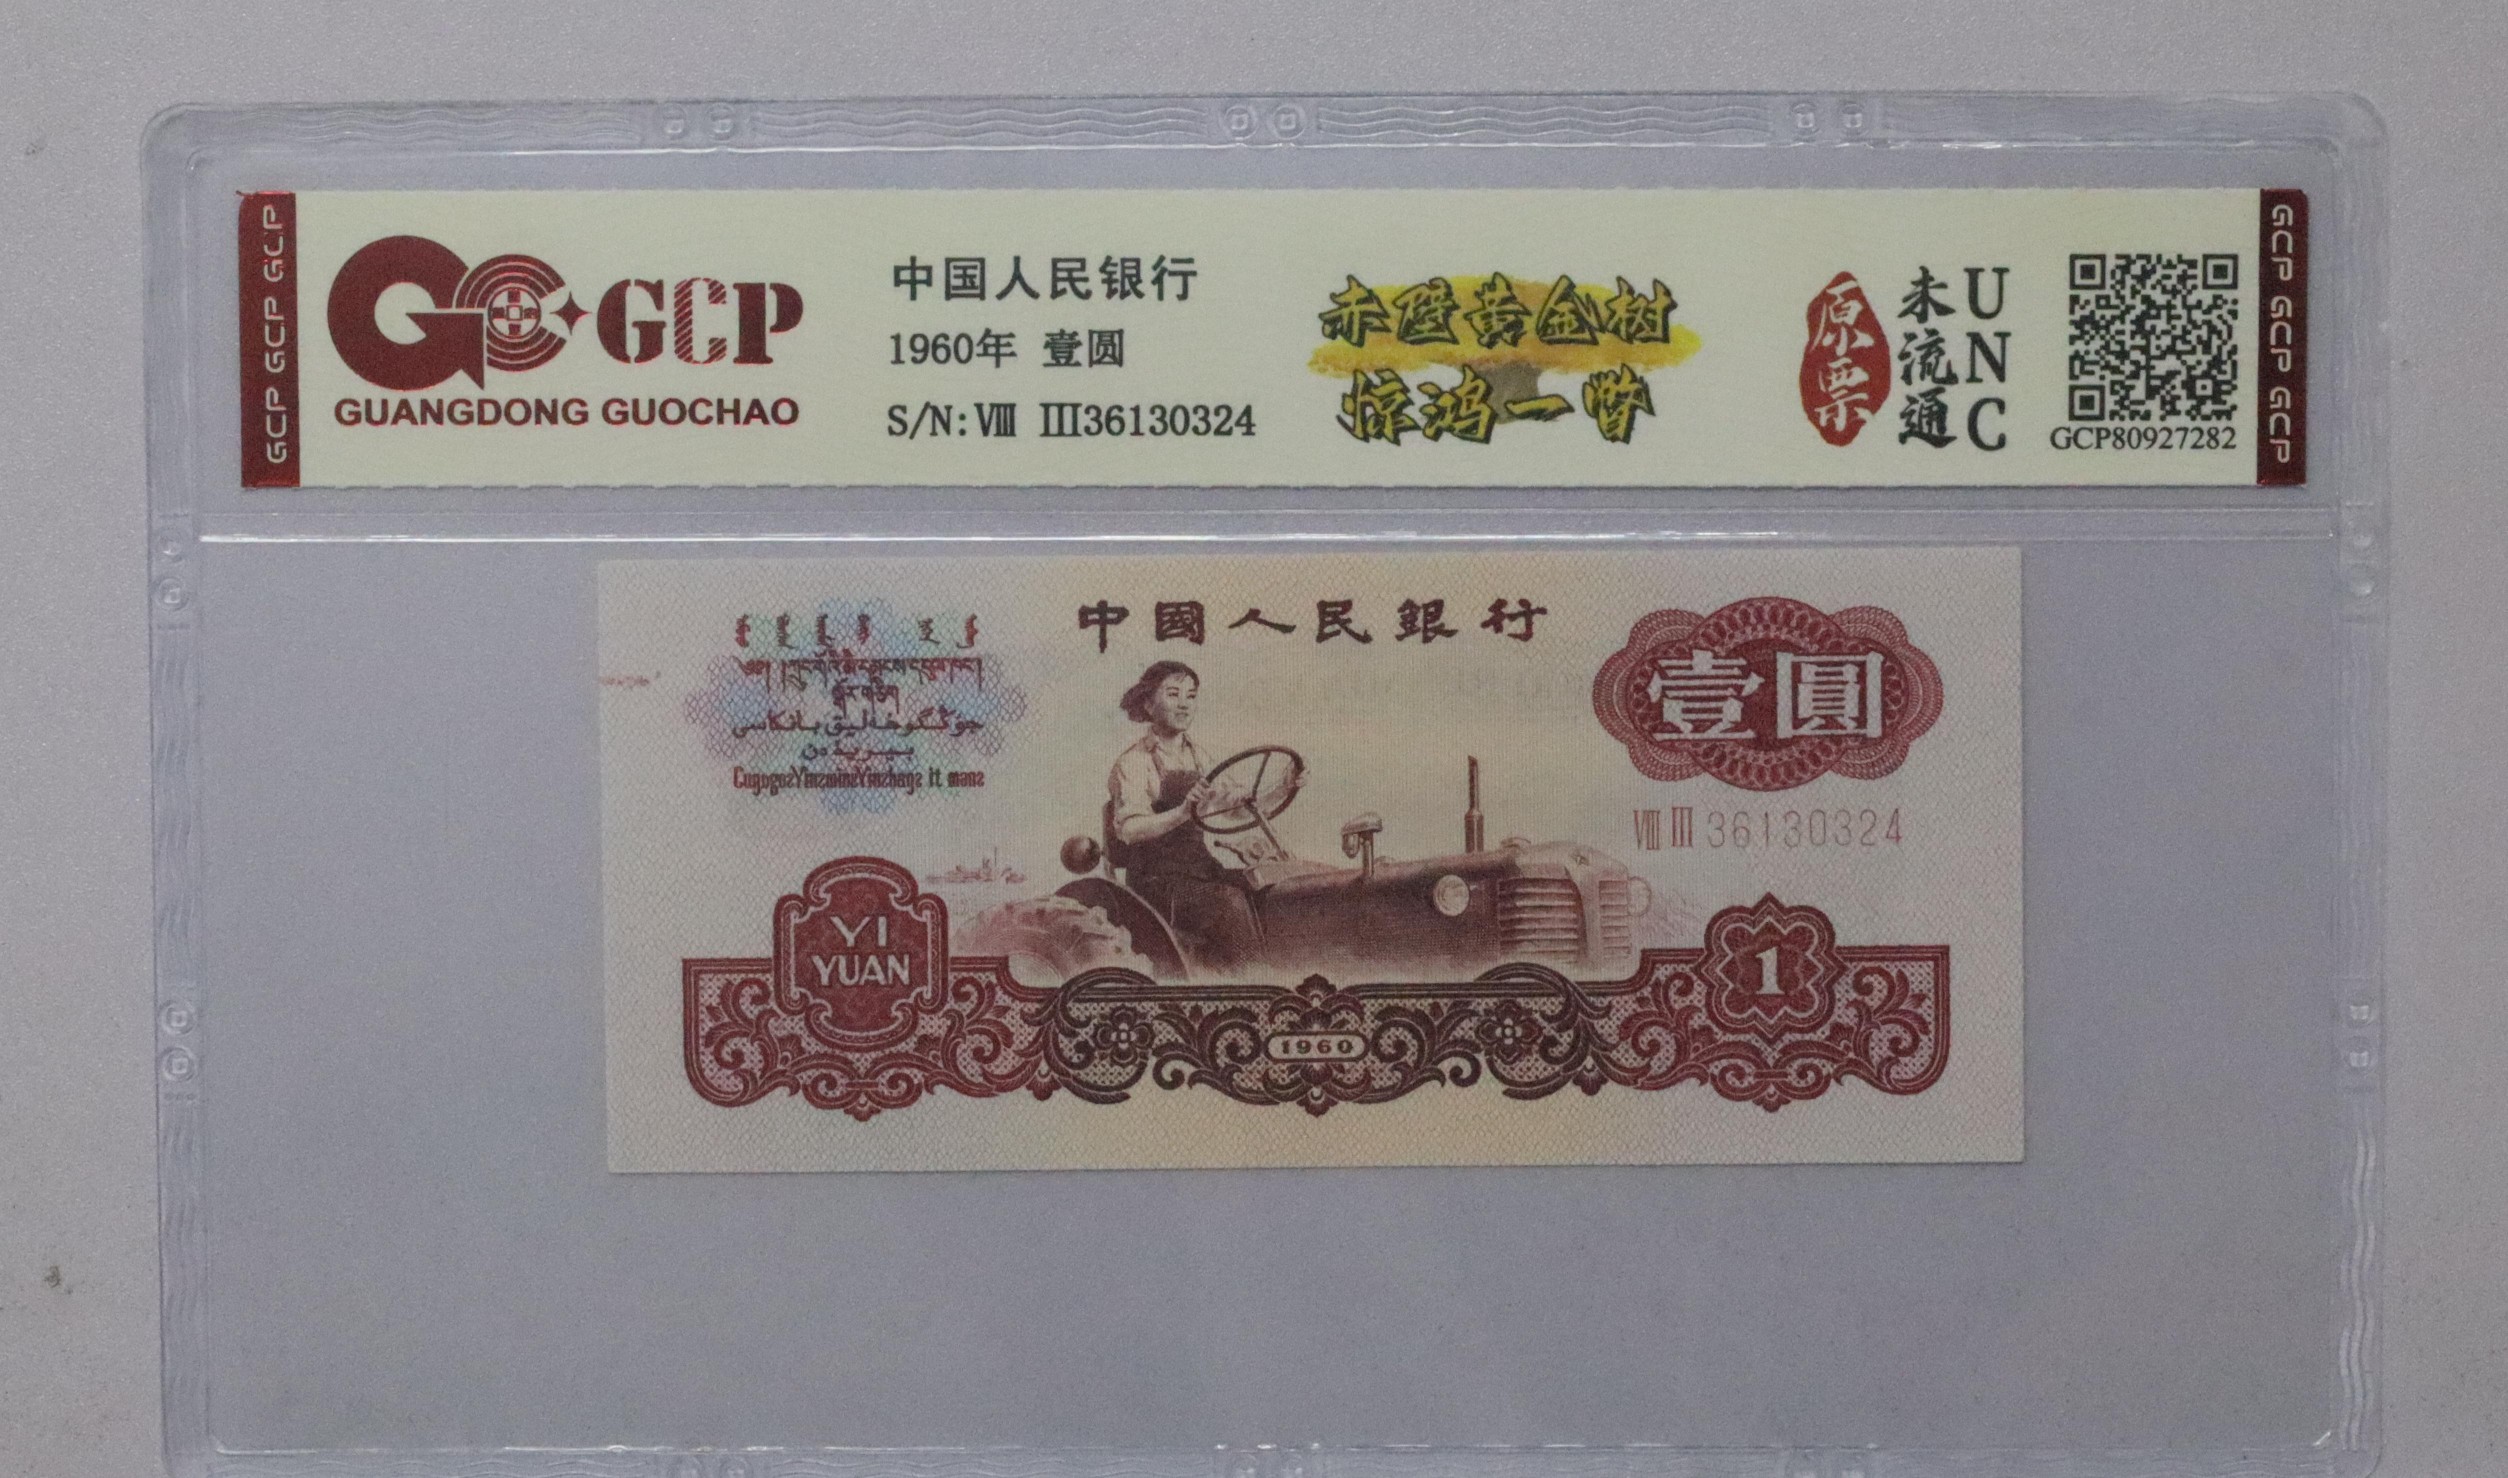 GCP GCP GCP
GCP
GUANGDONG GUOCHAO
中国人民银行
1960年 壹圆
S/N: VIII III36130324
赤壁黄金树
惊鸿一瞥
原票
未流通
UNC
GCP80927282
GCP GCP GCP
中國人民銀行
壹圓
VIII III 36130324
YI
YUAN
1960
1